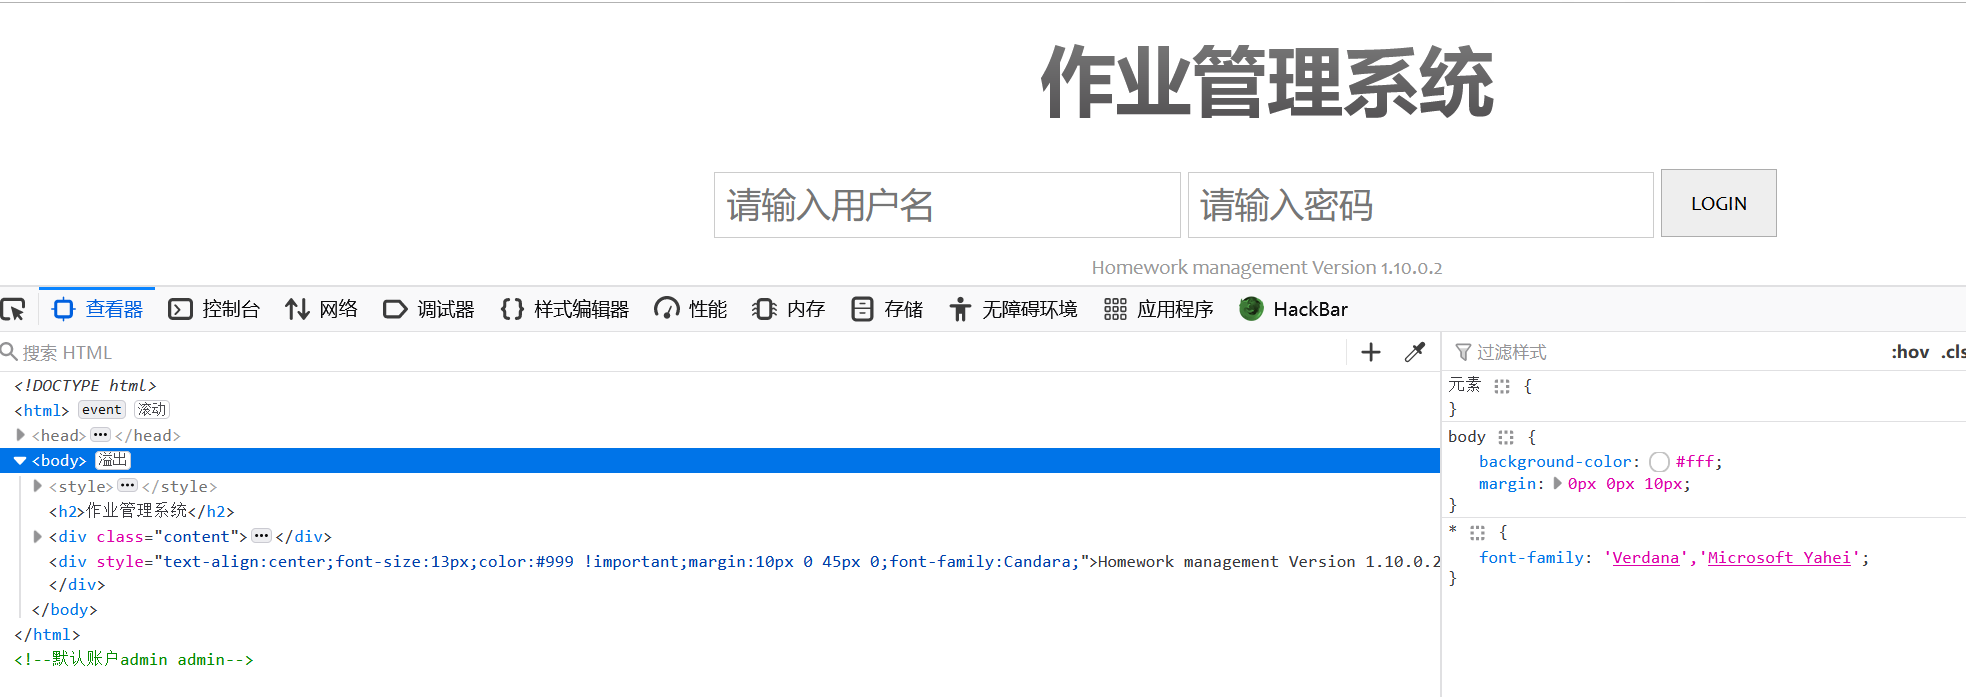 作业管理系统
请输入用户名 请输入密码 LOGIN
Homework management Version 1.10.0.2
查看器 控制台 网络 调试器 {} 样式编辑器 性能 内存 存储 无障碍环境 应用程序 HackBar
搜索 HTML
<!DOCTYPE html>
<html> event 滚动
<head> ••• </head>
<body> 溢出
<style> ••• </style>
<h2>作业管理系统</h2>
<div class="content"> ••• </div>
<div style="text-align:center;font-size:13px;color:#999 !important;margin:10px 0 45px 0;font-family:Candara;">Homework management Version 1.10.0.2
</div>
</body>
</html>
<!--默认账户admin admin-->
过滤样式 :hov .cls
元素 {
}
body {
background-color: #fff;
margin: 0px 0px 10px;
}
* {
font-family: 'Verdana','Microsoft Yahei';
}